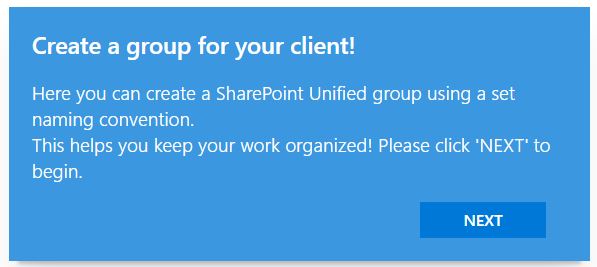 Create a group for your client!
Here you can create a SharePoint Unified group using a set
naming convention.
This helps you keep your work organized! Please click 'NEXT' to
begin.
NEXT